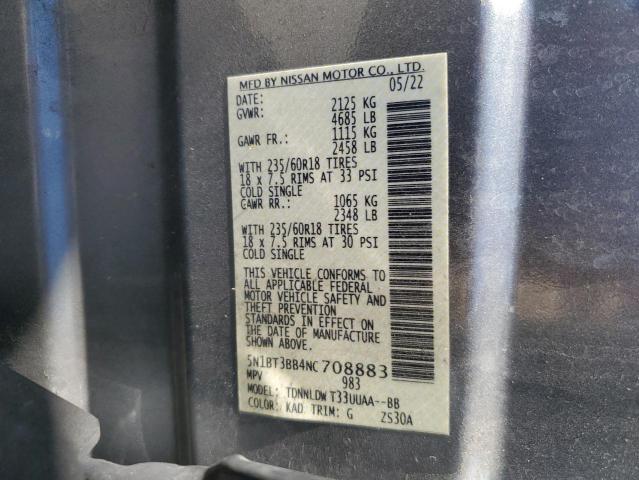 MFD BY NISSAN MOTOR CO., LTD.
DATE: 05/22
GVWR: 2125 KG
4685 LB
GAWR FR.: 1115 KG
2458 LB
WITH 235/60R18 TIRES
18 x 7.5 RIMS AT 33 PSI
COLD SINGLE
GAWR RR.: 1065 KG
2348 LB
WITH 235/60R18 TIRES
18 x 7.5 RIMS AT 30 PSI
COLD SINGLE
THIS VEHICLE CONFORMS TO
ALL APPLICABLE FEDERAL
MOTOR VEHICLE SAFETY AND
THEFT PREVENTION
STANDARDS IN EFFECT ON
THE DATE OF MANUFACTURE
SHOWN ABOVE.
5N1BT3BB4NC708883
MPV 983
MODEL: TDNNLDW T33UUAA--BB
COLOR: KAD TRIM: G ZS30A